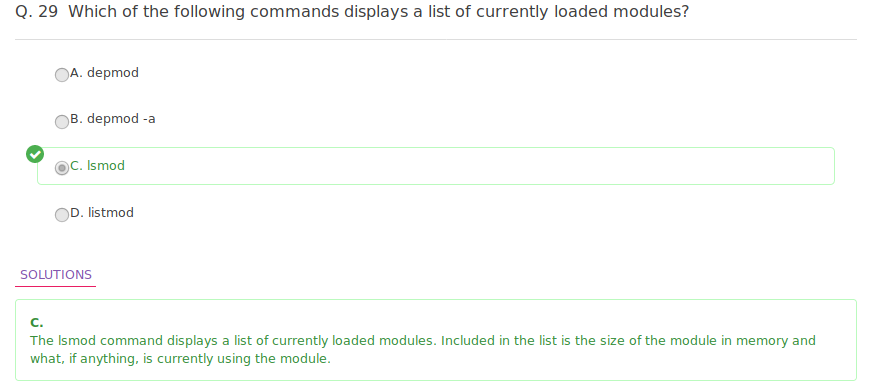 Q. 29 Which of the following commands displays a list of currently loaded modules?
A. depmod
B. depmod -a
C. lsmod
D. listmod
SOLUTIONS
C.
The lsmod command displays a list of currently loaded modules. Included in the list is the size of the module in memory and
what, if anything, is currently using the module.